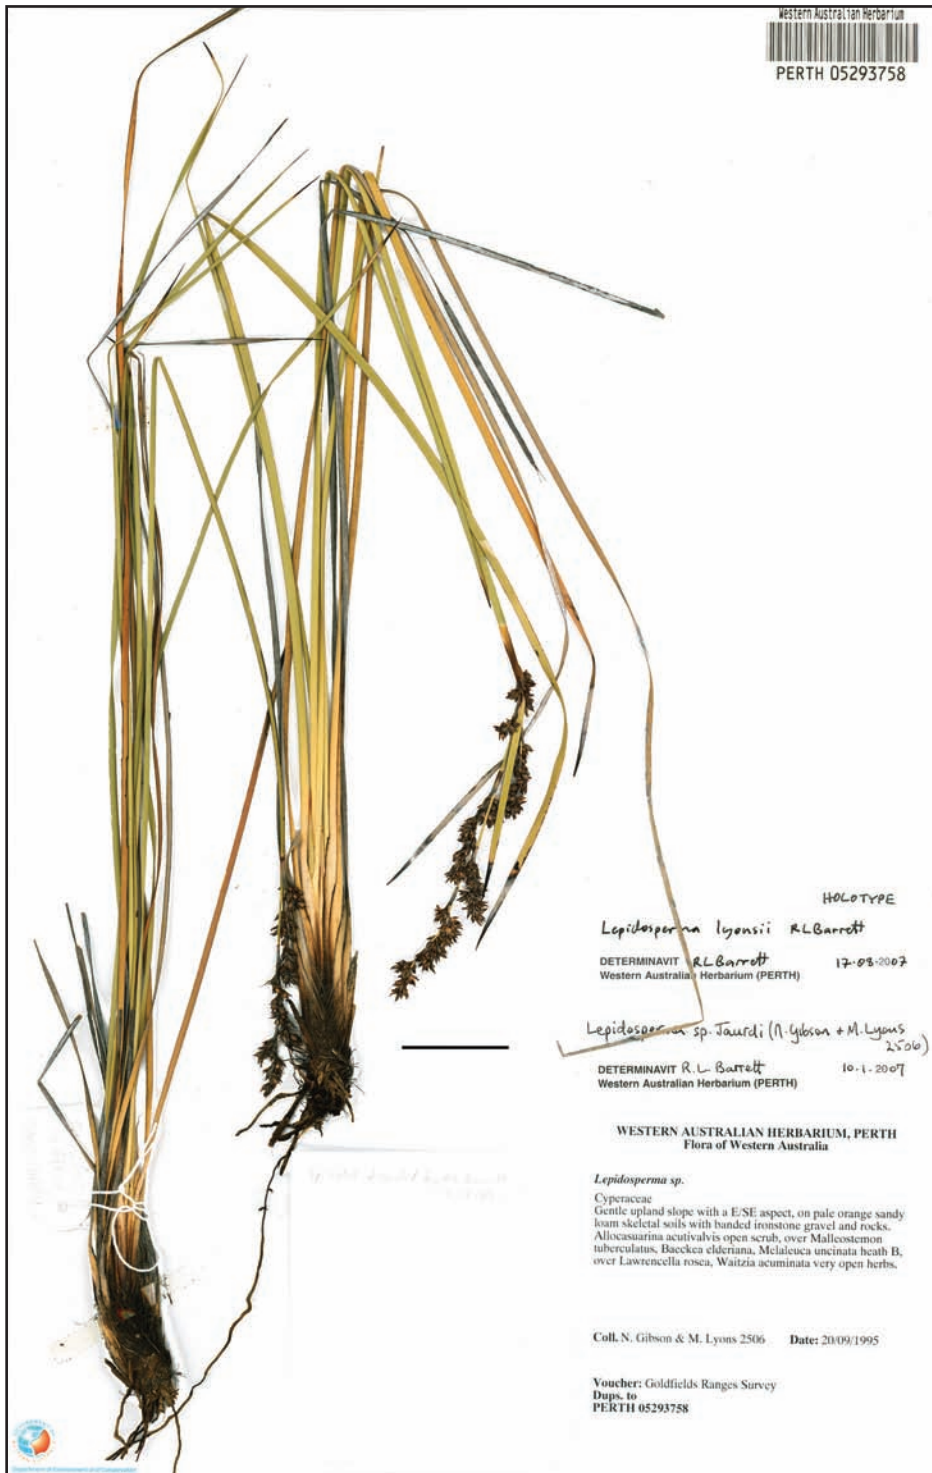 Western Australian Herbarium
PERTH 05293758
HOLOTYPE
Lepidosperma lyonsii RLBarrett
DETERMINAVIT RLBarrett 17-08-2007
Western Australian Herbarium (PERTH)
Lepidosperma sp. Jaurdi (N. Gibson + M. Lyons
2506)
DETERMINAVIT R.L. Barrett 10-1-2007
Western Australian Herbarium (PERTH)
WESTERN AUSTRALIAN HERBARIUM, PERTH
Flora of Western Australia
Lepidosperma sp.
Cyperaceae
Gentle upland slope with a E/SE aspect, on pale orange sandy
loam skeletal soils with banded ironstone gravel and rocks.
Allocasuarina acutivalvis open scrub, over Malleostemon
tuberculatus, Baeckea elderiana, Melaleuca uncinata heath B,
over Lawrencella rosea, Waitzia acuminata very open herbs.
Coll. N. Gibson & M. Lyons 2506 Date: 20/09/1995
Voucher: Goldfields Ranges Survey
Dups. to
PERTH 05293758
Department of Environment and Conservation